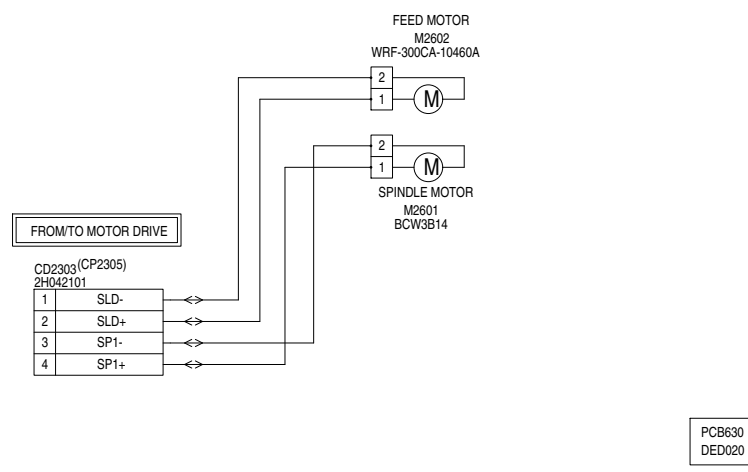 FEED MOTOR
M2602
WRF-300CA-10460A
2
1
M
2
1
M
SPINDLE MOTOR
M2601
BCW3B14
FROM/TO MOTOR DRIVE
CD2303(CP2305)
2H042101
1 SLD-
2 SLD+
3 SP1-
4 SP1+
PCB630
DED020